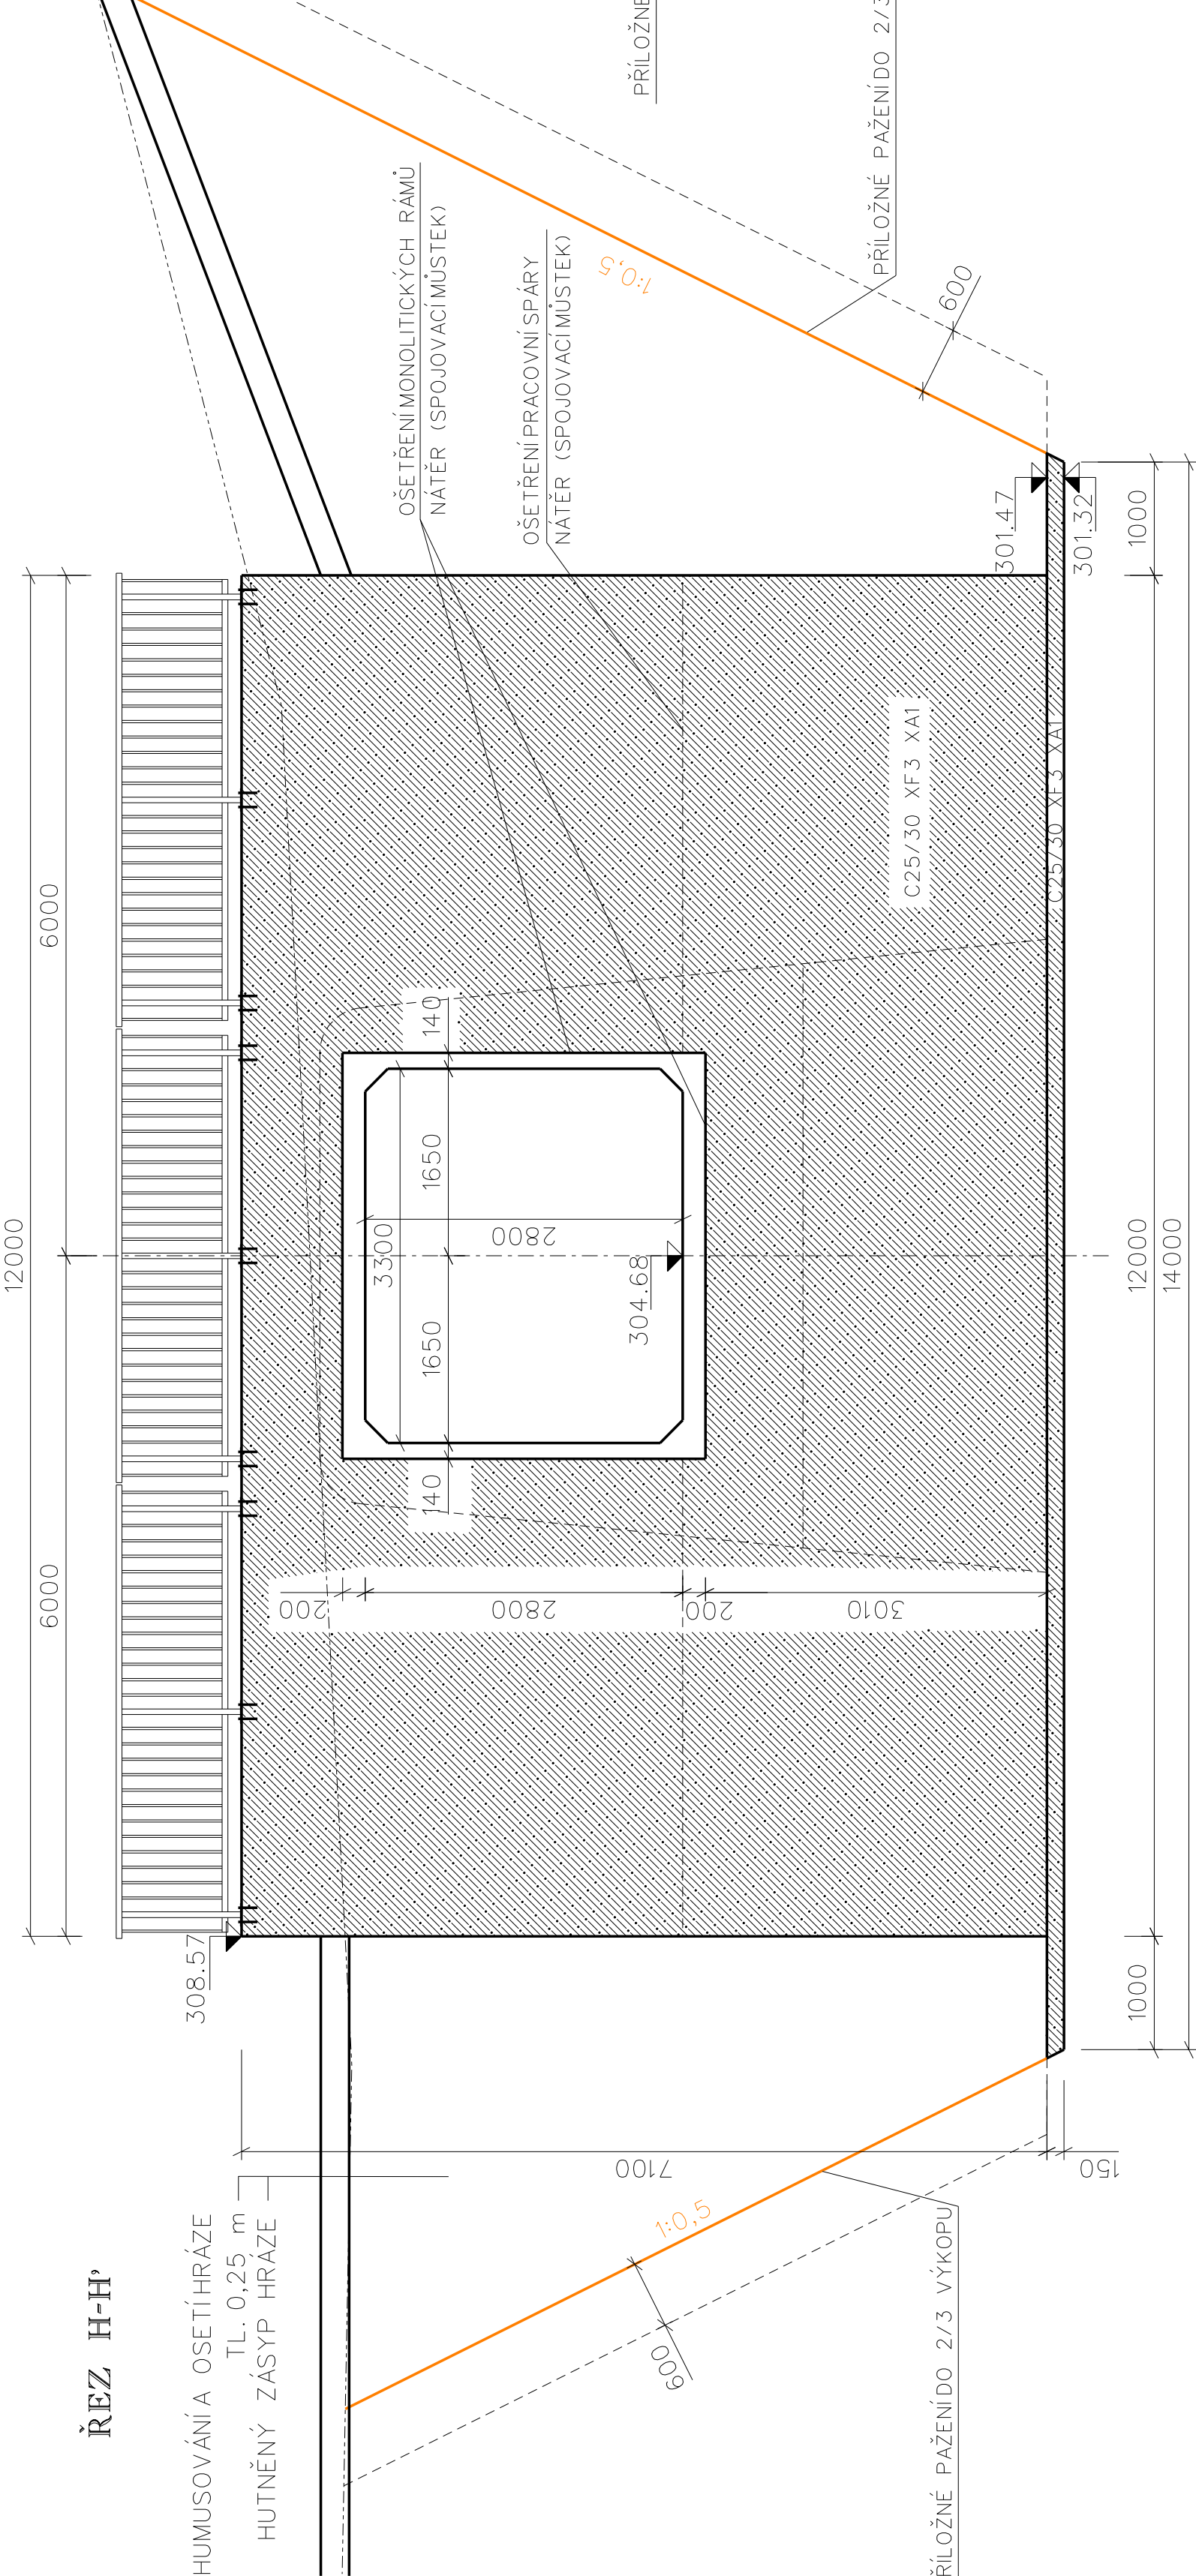 ŘEZ H-H'
HUMUSOVÁNÍ A OSETÍ HRÁZE
TL. 0,25 m
HUTNĚNÝ ZÁSYP HRÁZE
308.57
12000
6000
6000
OŠETŘENÍ MONOLITICKÝCH RÁMŮ
NÁTĚR (SPOJOVACÍ MŮSTEK)
OŠETŘENÍ PRACOVNÍ SPÁRY
NÁTĚR (SPOJOVACÍ MŮSTEK)
PŘÍLOŽNÉ
PŘÍLOŽNÉ PAŽENÍ DO 2/3
1:0,5
600
3300
140
1650
1650
140
2800
304.68
200
2800
200
3010
C25/30 XF3 XA1
C25/30 XF3 XA1
301.47
301.32
7100
150
1:0,5
600
ŘÍLOŽNÉ PAŽENÍ DO 2/3 VÝKOPU
1000
12000
1000
14000